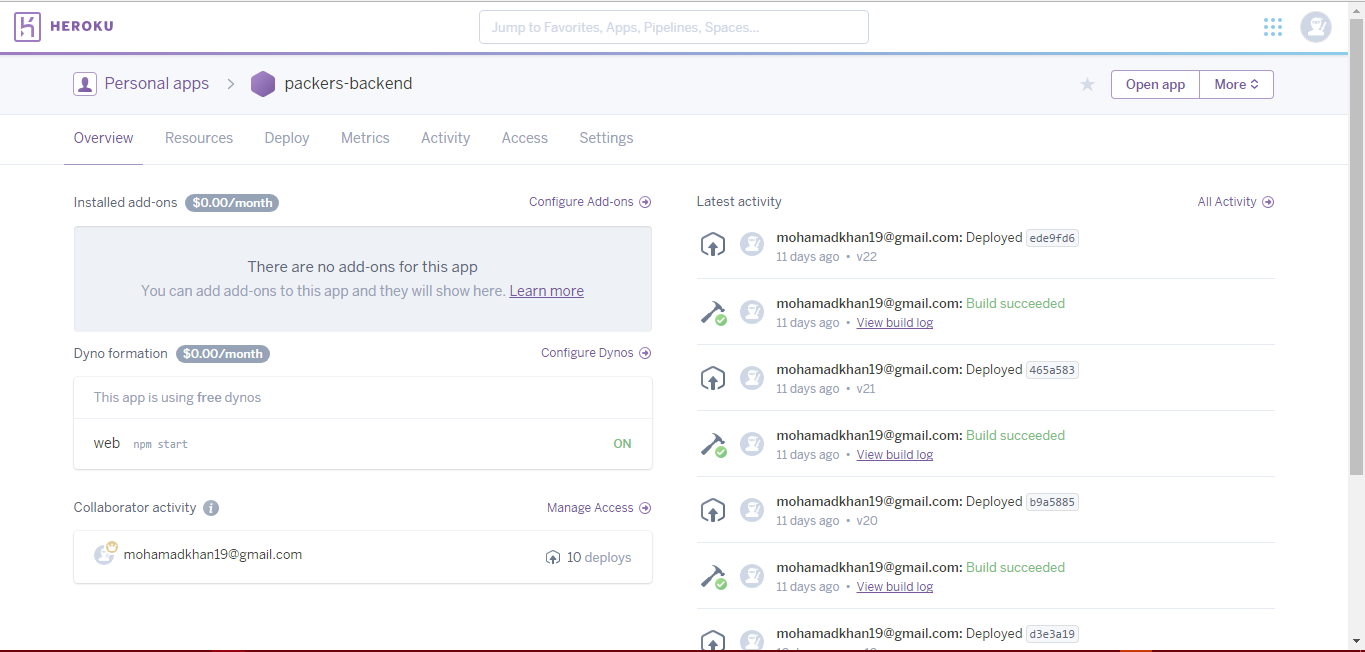 HEROKU
Jump to Favorites, Apps, Pipelines, Spaces...
Personal apps > packers-backend
Open app
More
Overview Resources Deploy Metrics Activity Access Settings
Installed add-ons $0.00/month
Configure Add-ons
There are no add-ons for this app
You can add add-ons to this app and they will show here. Learn more
Dyno formation $0.00/month
Configure Dynos
This app is using free dynos
web npm start ON
Collaborator activity i
Manage Access
mohamadkhan19@gmail.com 10 deploys
Latest activity
All Activity
mohamadkhan19@gmail.com: Deployed ede9fd6
11 days ago • v22
mohamadkhan19@gmail.com: Build succeeded
11 days ago • View build log
mohamadkhan19@gmail.com: Deployed 465a583
11 days ago • v21
mohamadkhan19@gmail.com: Build succeeded
11 days ago • View build log
mohamadkhan19@gmail.com: Deployed b9a5885
11 days ago • v20
mohamadkhan19@gmail.com: Build succeeded
11 days ago • View build log
mohamadkhan19@gmail.com: Deployed d3e3a19